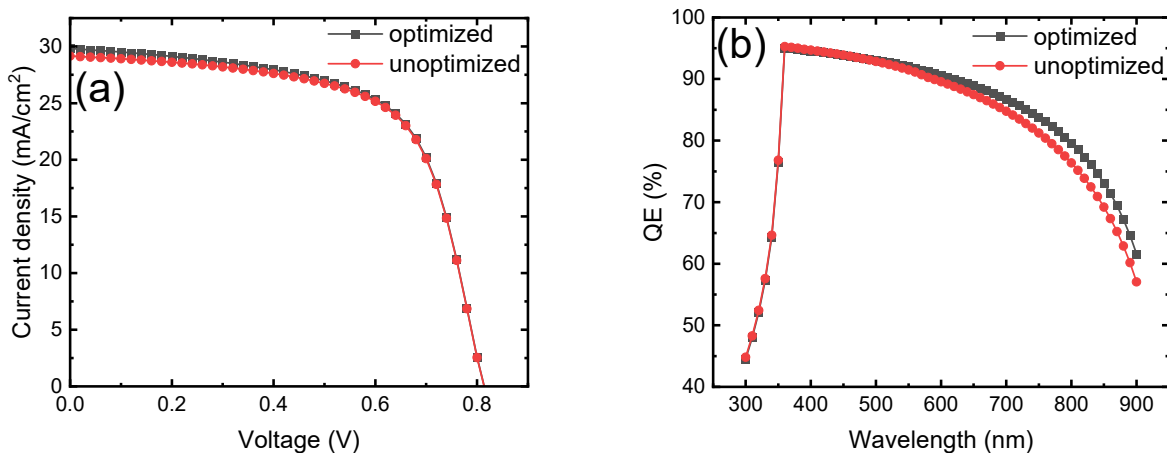 (a)
optimized
unoptimized
Current density (mA/cm²)
30
25
20
15
10
5
0
0.0 0.2 0.4 0.6 0.8
Voltage (V)
(b)
optimized
unoptimized
QE (%)
100
90
80
70
60
50
40
300 400 500 600 700 800 900
Wavelength (nm)